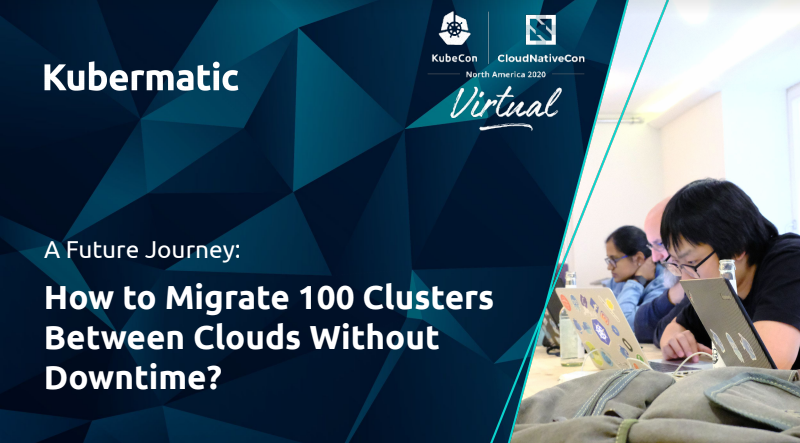 KubeCon
CloudNativeCon
North America 2020
Virtual
Kubermatic
A Future Journey:
How to Migrate 100 Clusters
Between Clouds Without
Downtime?